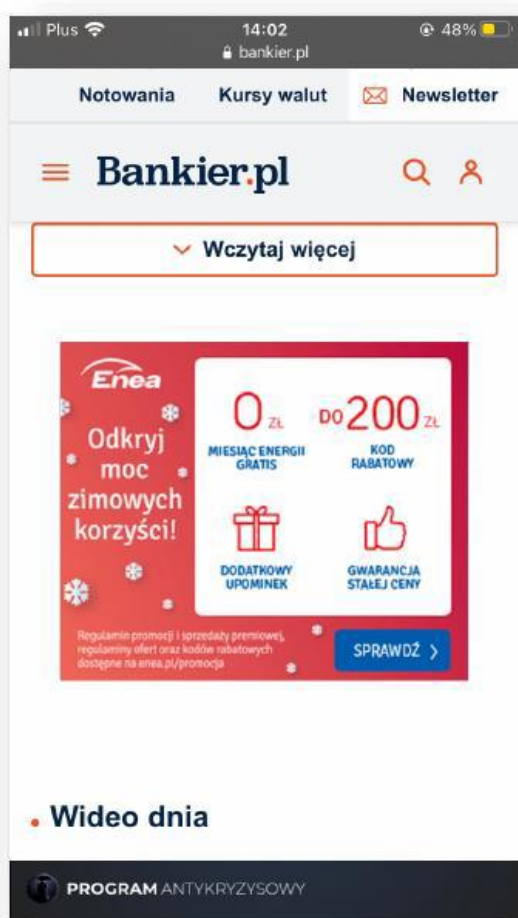 Plus 14:02 48%
bankier.pl
Notowania Kursy walut Newsletter
Bankier.pl
Wczytaj więcej
Enea
Odkryj
moc
zimowych
korzyści!
0 ZŁ
MIESIĄC ENERGII
GRATIS
DO 200 ZŁ
KOD
RABATOWY
DODATKOWY
UPOMINEK
GWARANCJA
STAŁEJ CENY
Regulamin promocji i sprzedaży premiowej,
regulaminy ofert oraz kodów rabatowych
dostępne na enea.pl/promocja
SPRAWDŹ
Wideo dnia
PROGRAM ANTYKRYZYSOWY